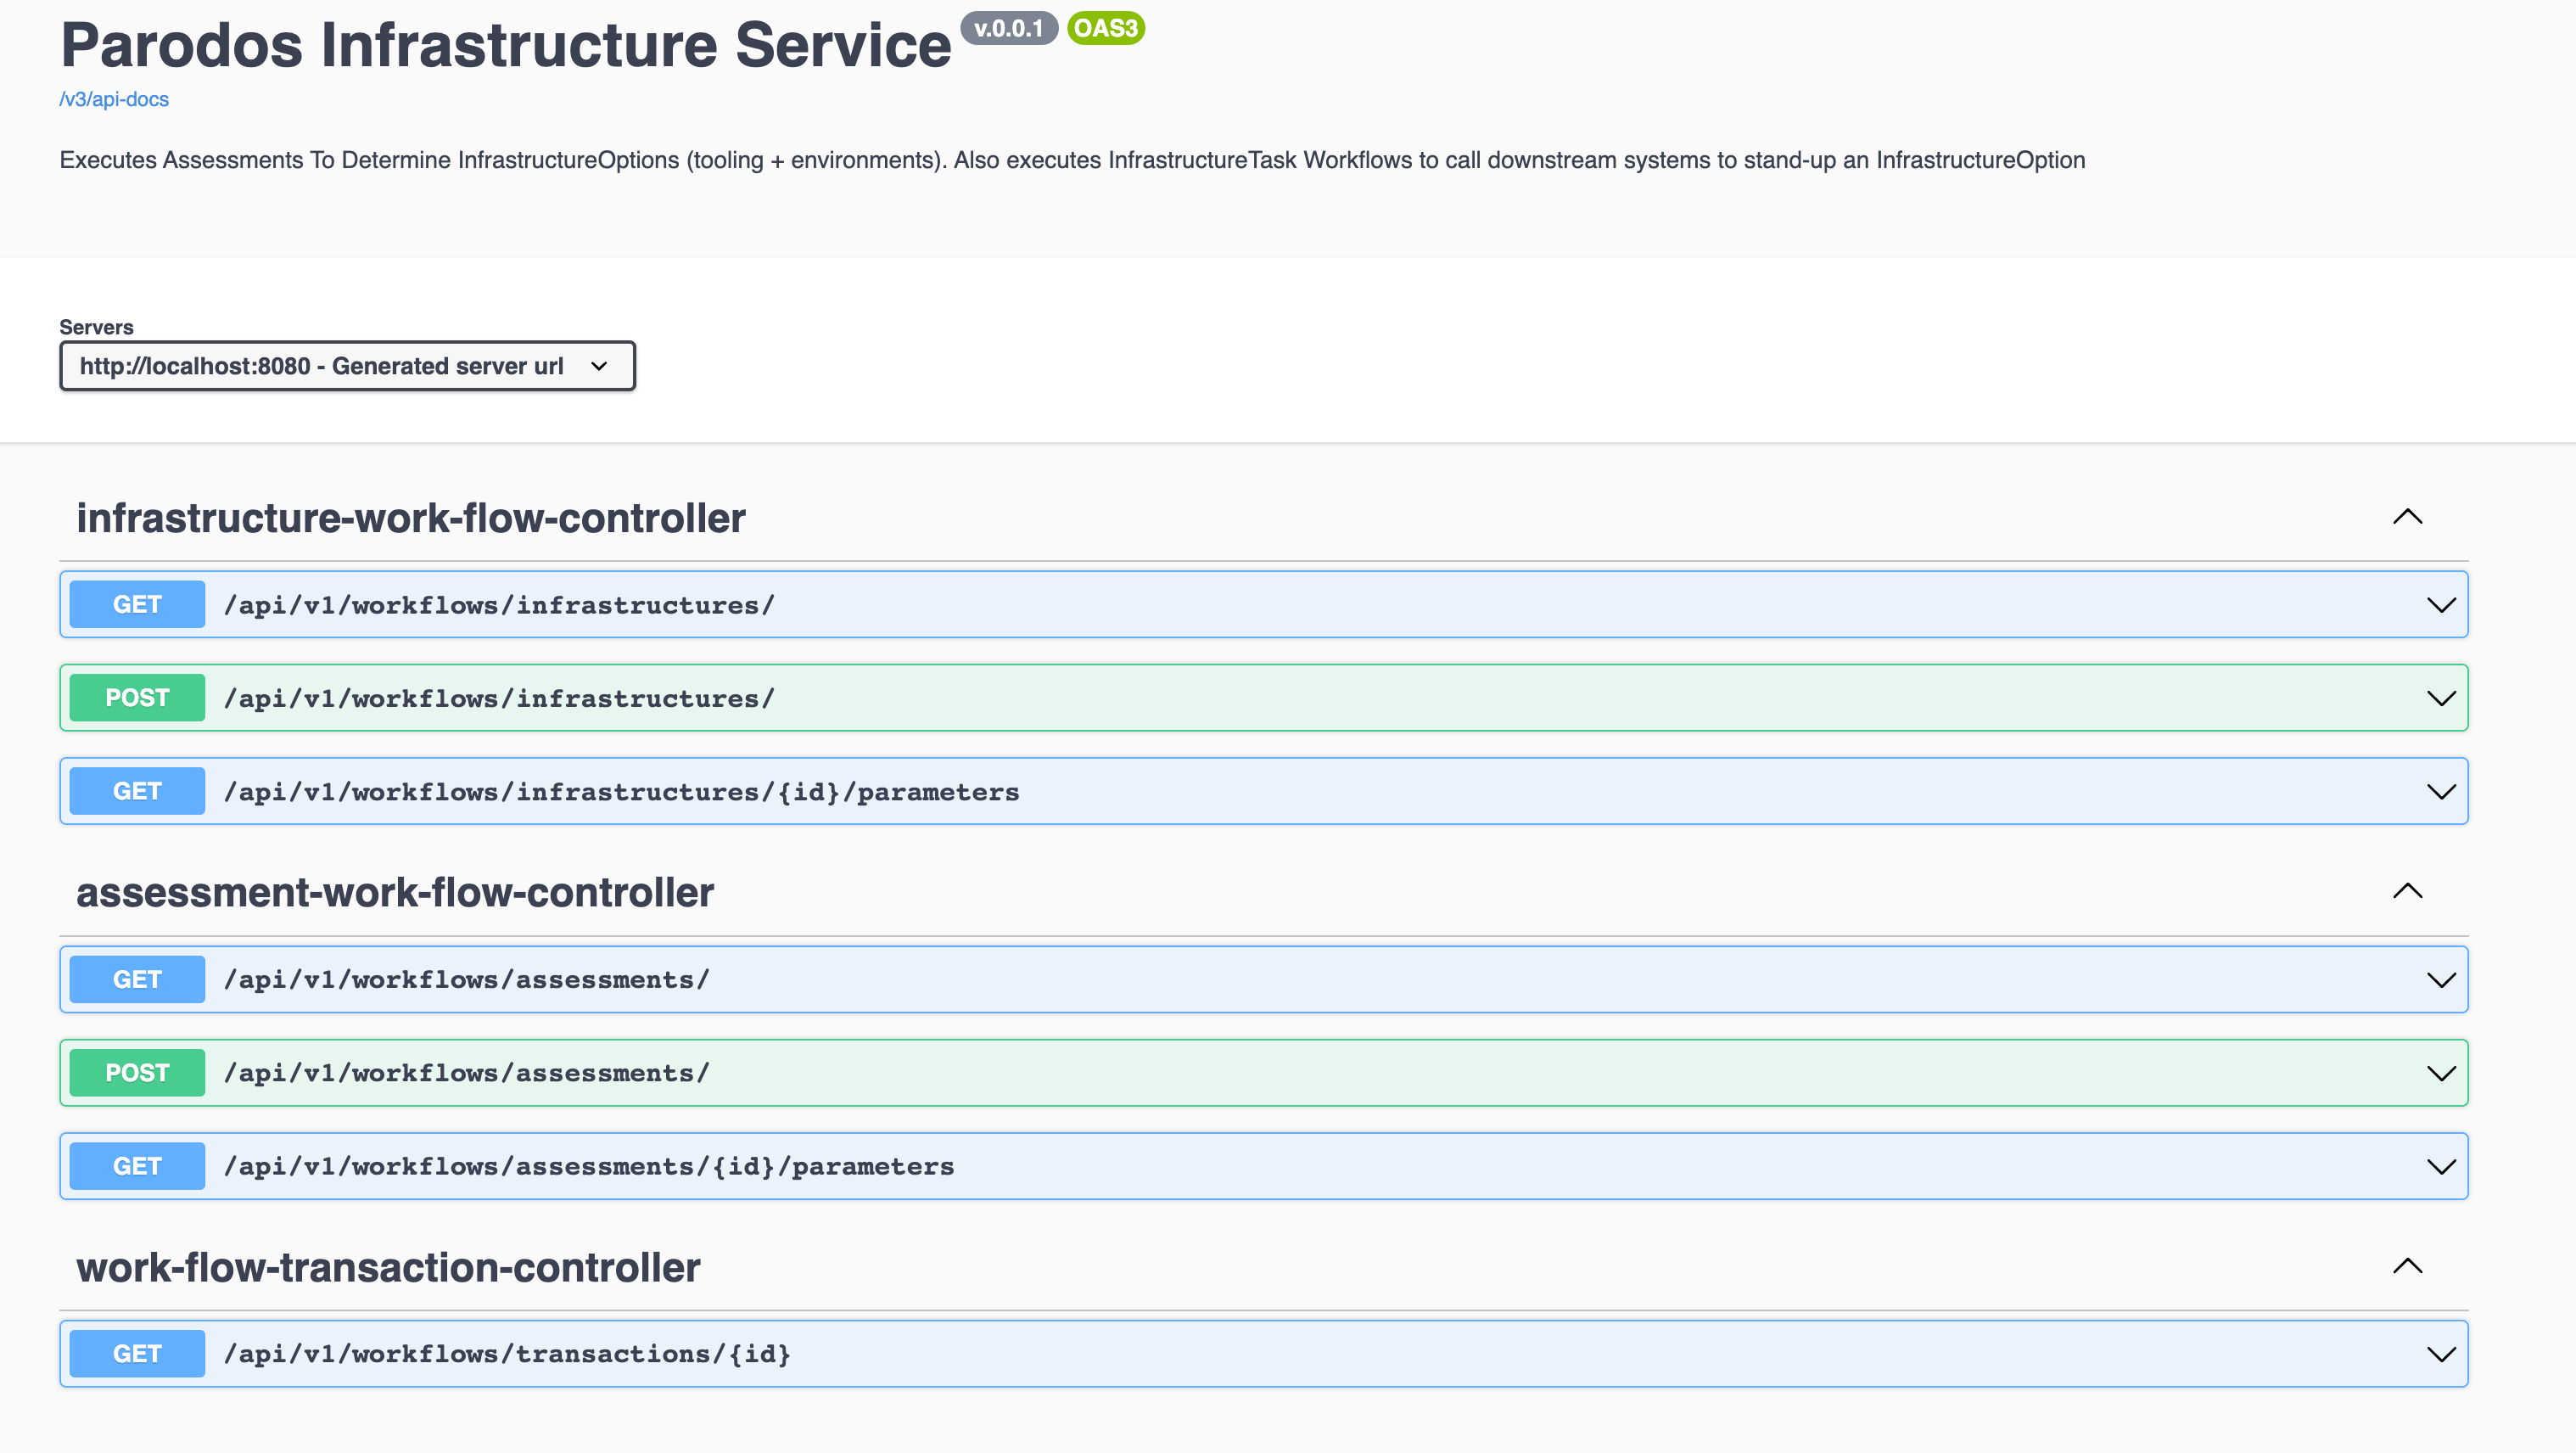 Parodos Infrastructure Service v.0.0.1 OAS3
/v3/api-docs
Executes Assessments To Determine InfrastructureOptions (tooling + environments). Also executes InfrastructureTask Workflows to call downstream systems to stand-up an InfrastructureOption
Servers
http://localhost:8080 - Generated server url
infrastructure-work-flow-controller
GET /api/v1/workflows/infrastructures/
POST /api/v1/workflows/infrastructures/
GET /api/v1/workflows/infrastructures/{id}/parameters
assessment-work-flow-controller
GET /api/v1/workflows/assessments/
POST /api/v1/workflows/assessments/
GET /api/v1/workflows/assessments/{id}/parameters
work-flow-transaction-controller
GET /api/v1/workflows/transactions/{id}